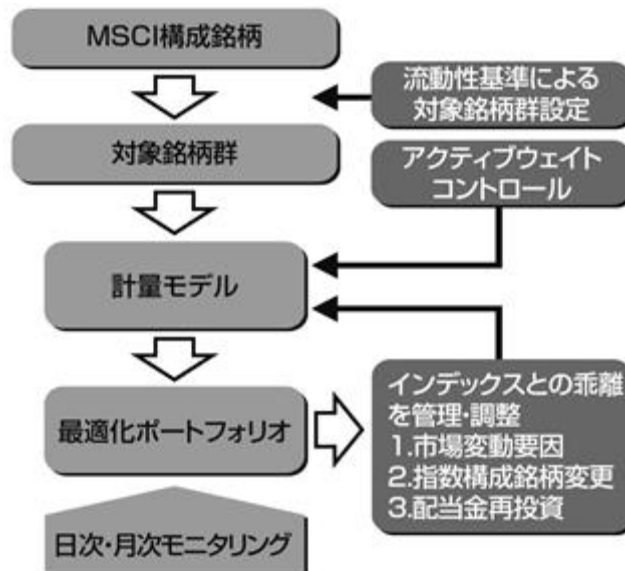 MSCI構成銘柄
流動性基準による
対象銘柄群設定
対象銘柄群
アクティブウェイト
コントロール
計量モデル
最適化ポートフォリオ
インデックスとの乖離
を管理・調整
1.市場変動要因
2.指数構成銘柄変更
3.配当金再投資
日次・月次モニタリング